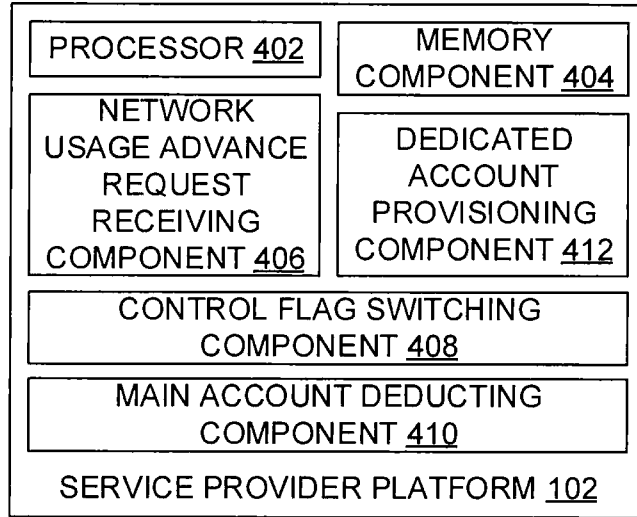 PROCESSOR 402
MEMORY
COMPONENT 404
NETWORK
USAGE ADVANCE
REQUEST
RECEIVING
COMPONENT 406
DEDICATED
ACCOUNT
PROVISIONING
COMPONENT 412
CONTROL FLAG SWITCHING
COMPONENT 408
MAIN ACCOUNT DEDUCTING
COMPONENT 410
SERVICE PROVIDER PLATFORM 102